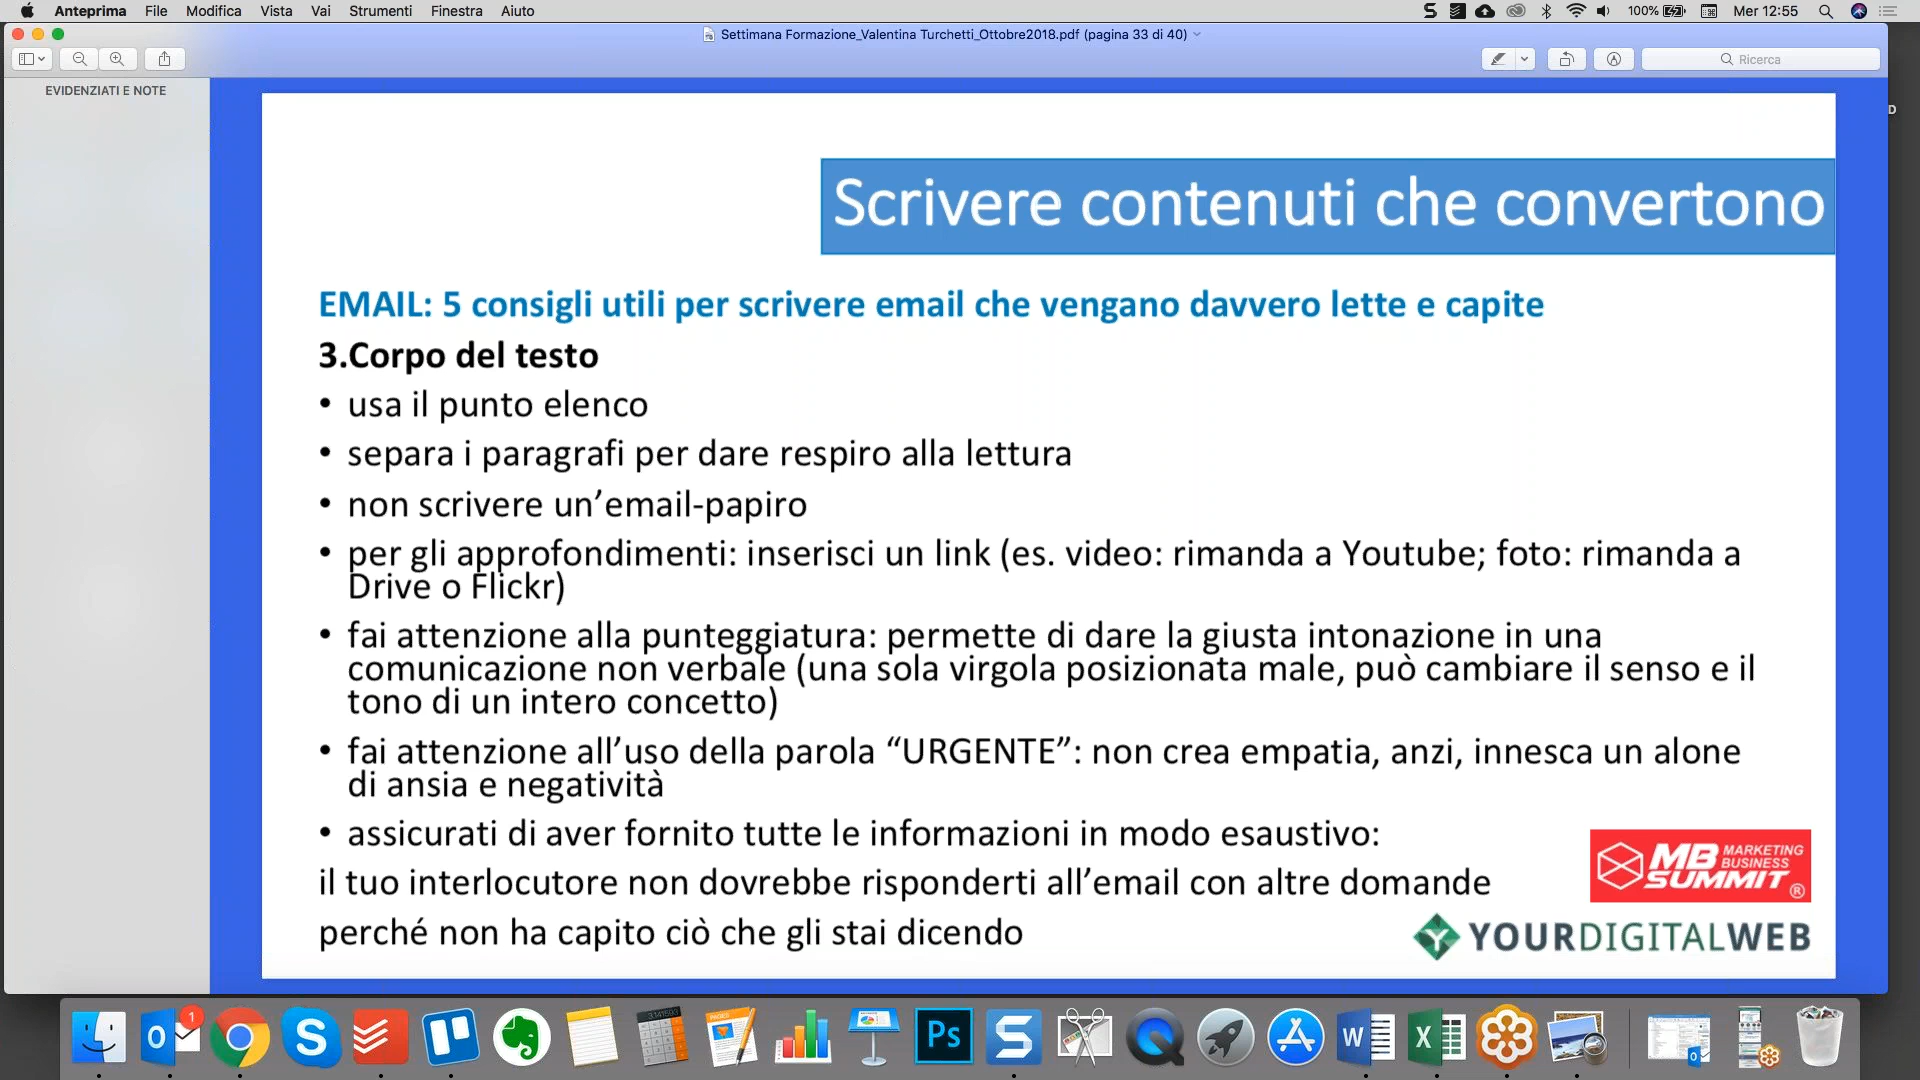 Anteprima File Modifica Vista Vai Strumenti Finestra Aiuto 100% Mer 12:55
Settimana Formazione_Valentina Turchetti_Ottobre2018.pdf (pagina 33 di 40)
Ricerca
EVIDENZIATI E NOTE
D
Scrivere contenuti che convertono
EMAIL: 5 consigli utili per scrivere email che vengano davvero lette e capite
3.Corpo del testo
• usa il punto elenco
• separa i paragrafi per dare respiro alla lettura
• non scrivere un’email-papiro
• per gli approfondimenti: inserisci un link (es. video: rimanda a Youtube; foto: rimanda a
Drive o Flickr)
• fai attenzione alla punteggiatura: permette di dare la giusta intonazione in una
comunicazione non verbale (una sola virgola posizionata male, può cambiare il senso e il
tono di un intero concetto)
• fai attenzione all’uso della parola “URGENTE”: non crea empatia, anzi, innesca un alone
di ansia e negatività
• assicurati di aver fornito tutte le informazioni in modo esaustivo:
il tuo interlocutore non dovrebbe risponderti all’email con altre domande
perché non ha capito ciò che gli stai dicendo
MB MARKETING
BUSINESS
SUMMIT®
YOURDIGITALWEB
1
3.141593
PAGES
Ps